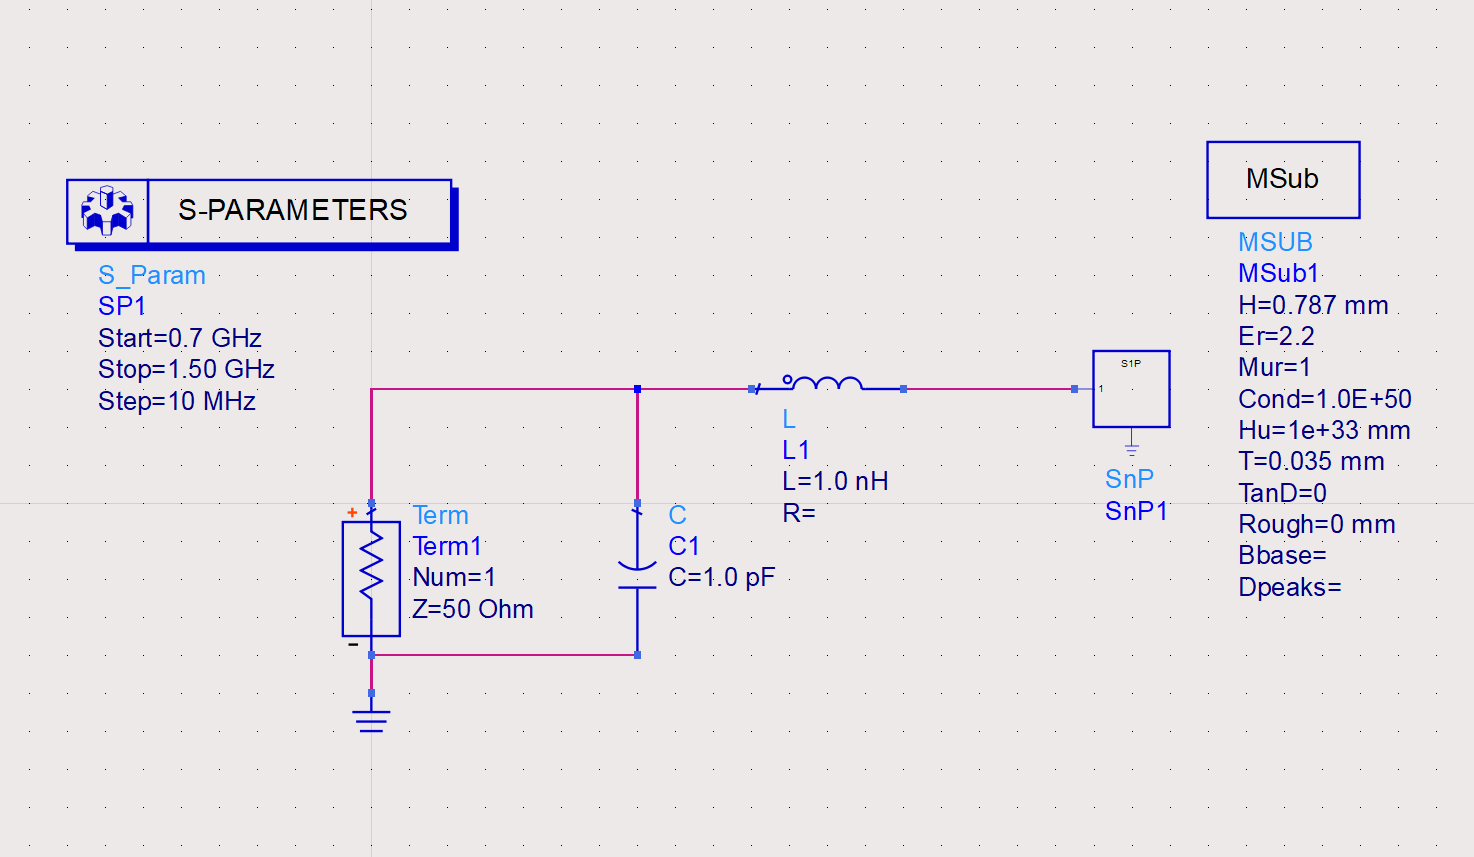 S-PARAMETERS
S_Param
SP1
Start=0.7 GHz
Stop=1.50 GHz
Step=10 MHz
MSub
MSUB
MSub1
H=0.787 mm
Er=2.2
Mur=1
Cond=1.0E+50
Hu=1e+33 mm
T=0.035 mm
TanD=0
Rough=0 mm
Bbase=
Dpeaks=
L
L1
L=1.0 nH
R=
S1P
1
SnP
SnP1
+
Term
Term1
Num=1
Z=50 Ohm
-
C
C1
C=1.0 pF